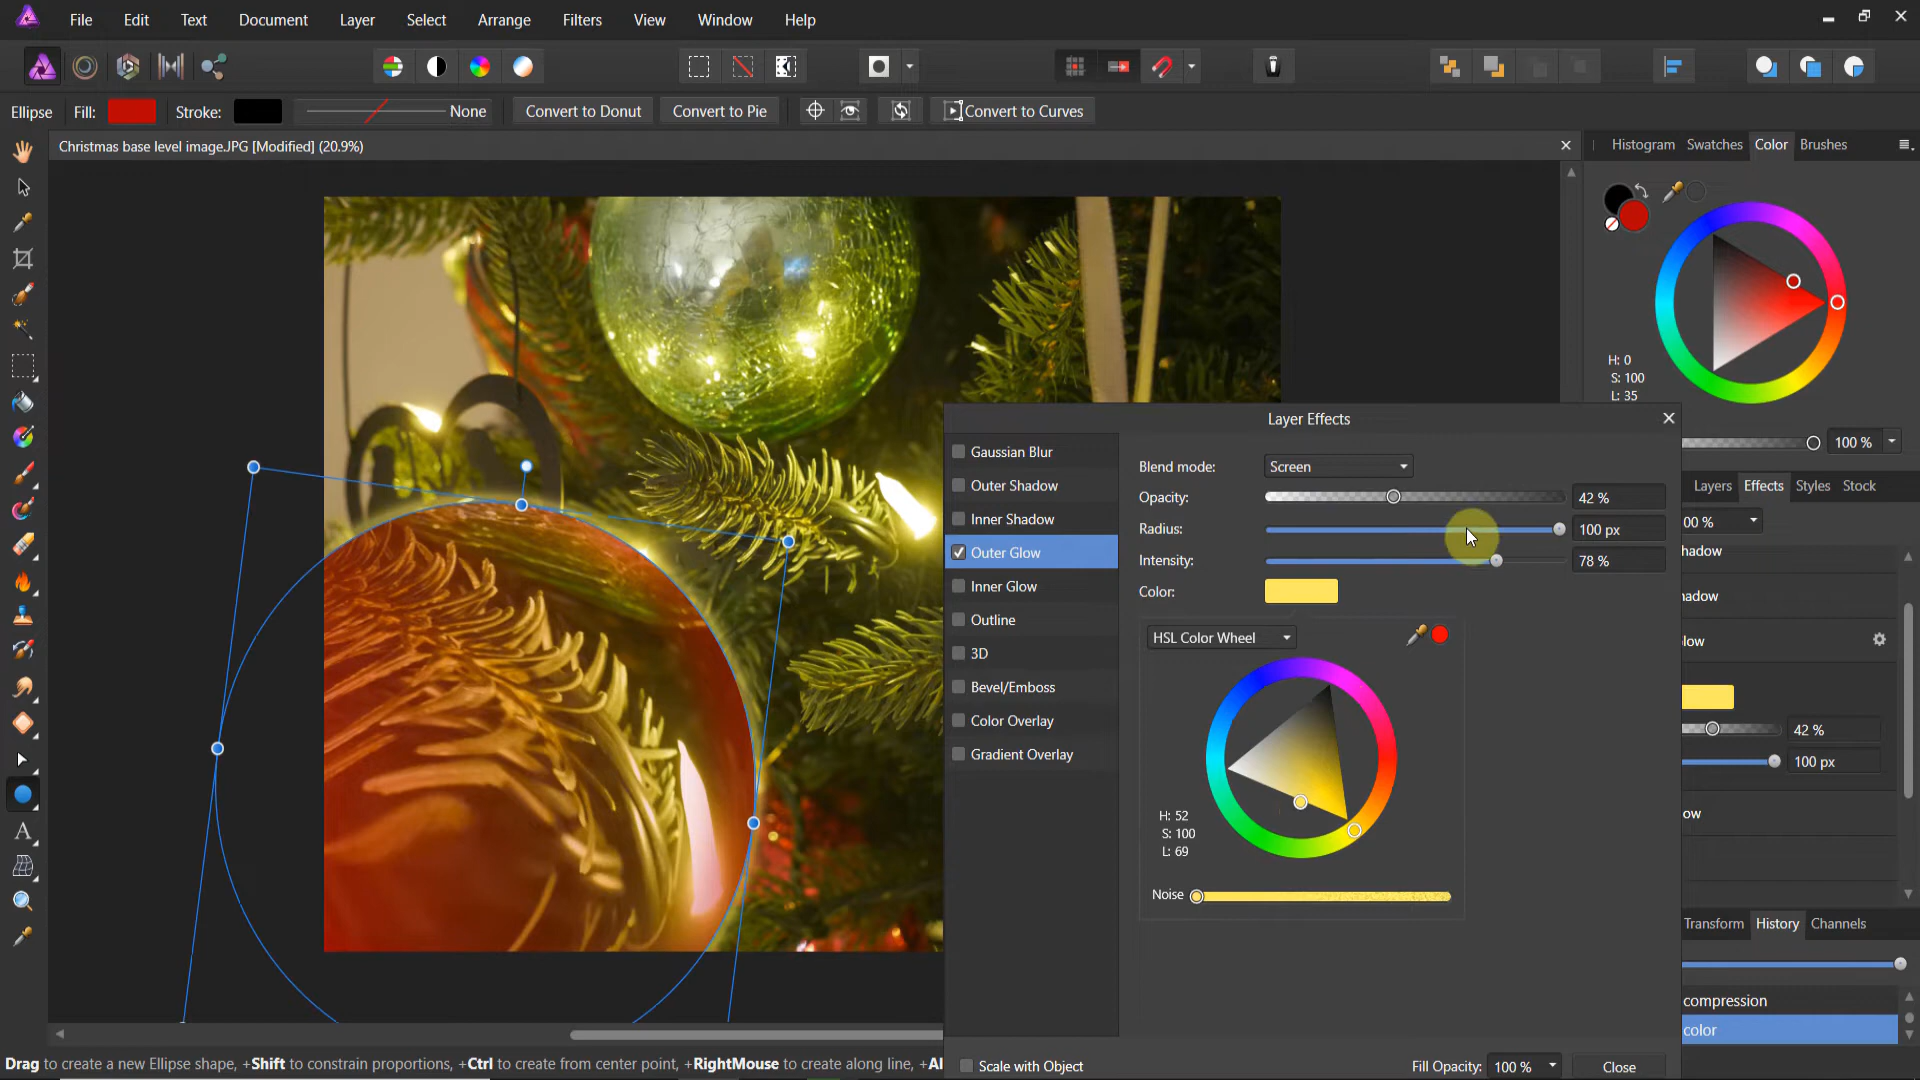 File Edit Text Document Layer Select Arrange Filters View Window Help
Ellipse Fill: Stroke: None Convert to Donut Convert to Pie Convert to Curves
Christmas base level image.JPG [Modified] (20.9%)
Histogram Swatches Color Brushes
H: 0
S: 100
L: 35
100 %
Layers Effects Styles Stock
00 %
hadow
adow
low
42 %
100 px
ow
Transform History Channels
compression
color
Layer Effects
Gaussian Blur
Outer Shadow
Inner Shadow
Outer Glow
Inner Glow
Outline
3D
Bevel/Emboss
Color Overlay
Gradient Overlay
Blend mode: Screen
Opacity: 42 %
Radius: 100 px
Intensity: 78 %
Color:
HSL Color Wheel
H: 52
S: 100
L: 69
Noise
Scale with Object Fill Opacity: 100 % Close
Drag to create a new Ellipse shape, +Shift to constrain proportions, +Ctrl to create from center point, +RightMouse to create along line, +Al